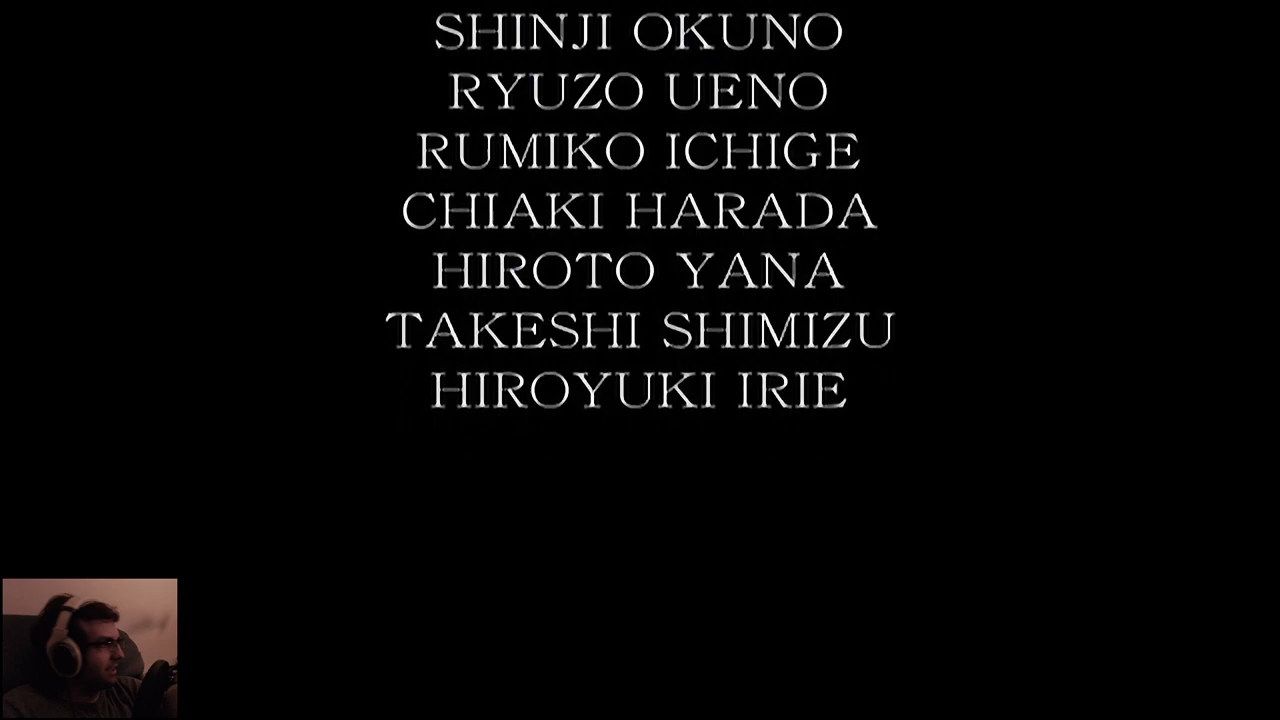 SHINJI OKUNO
RYUZO UENO
RUMIKO ICHIGE
CHIAKI HARADA
HIROTO YANA
TAKESHI SHIMIZU
HIROYUKI IRIE